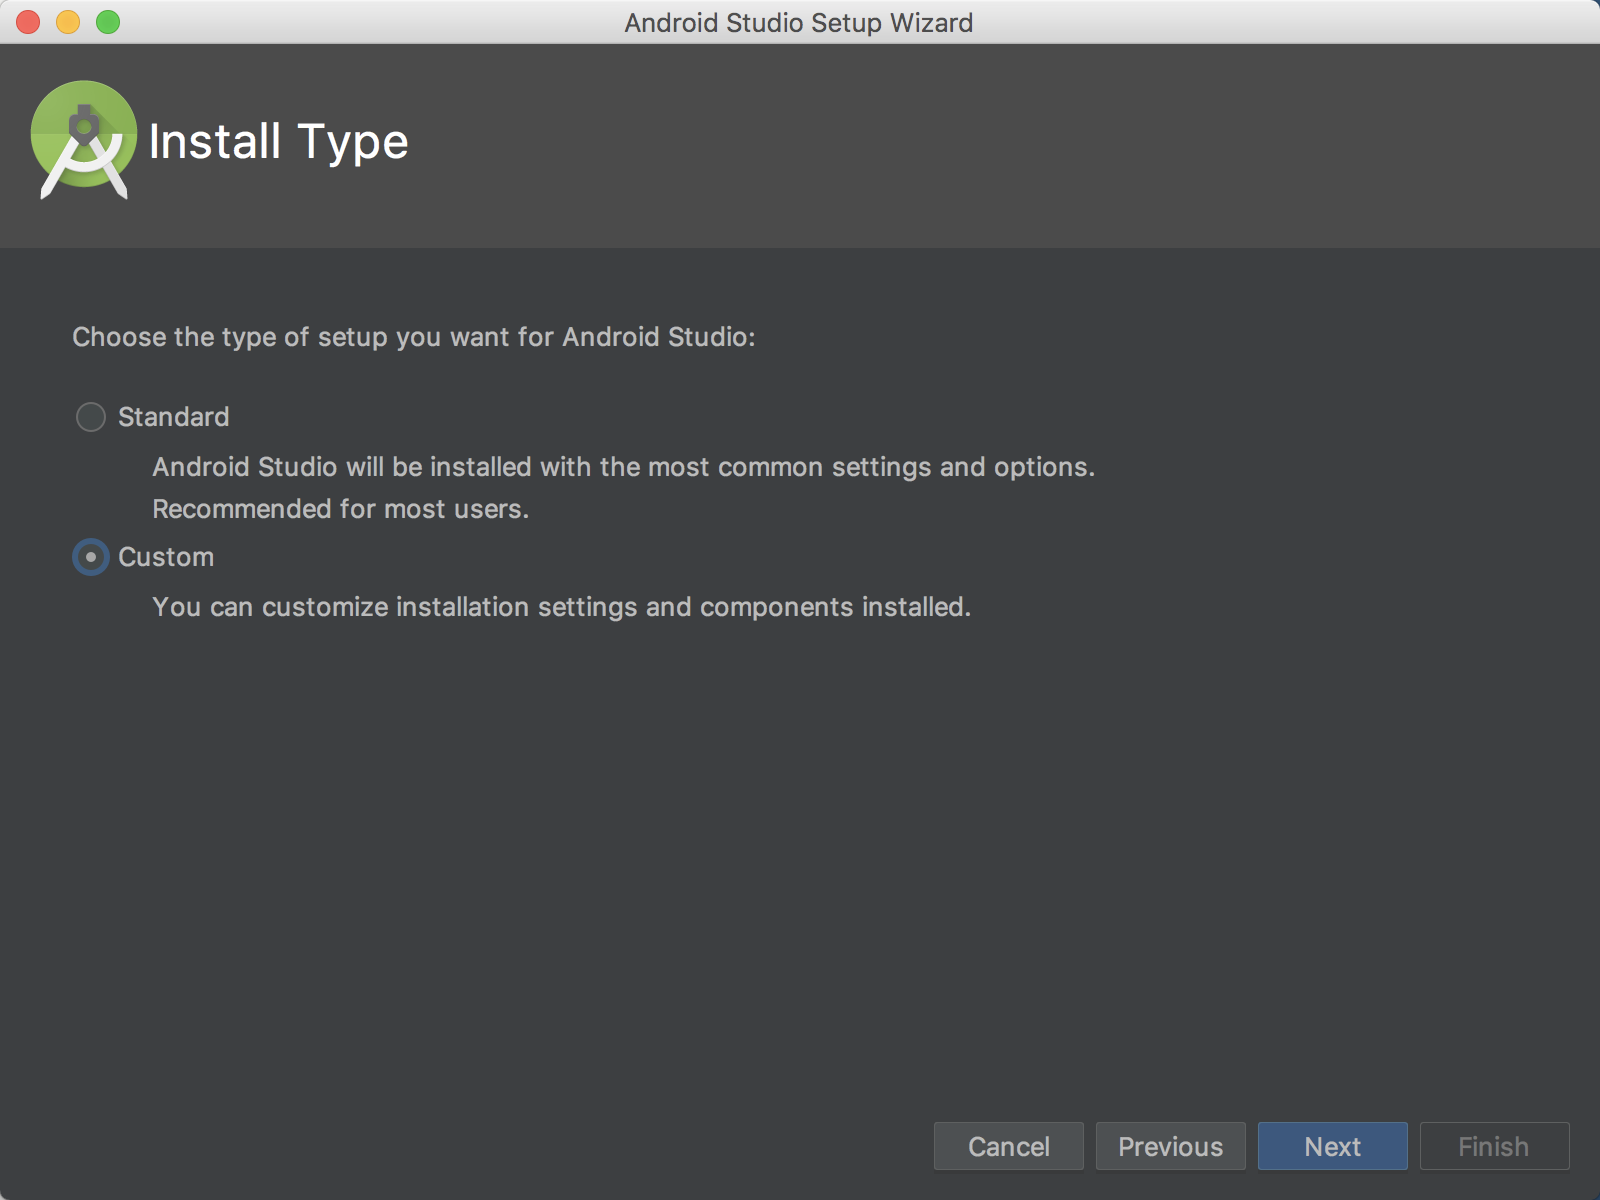 Android Studio Setup Wizard
Install Type
Choose the type of setup you want for Android Studio:
Standard
Android Studio will be installed with the most common settings and options.
Recommended for most users.
Custom
You can customize installation settings and components installed.
Cancel Previous Next Finish